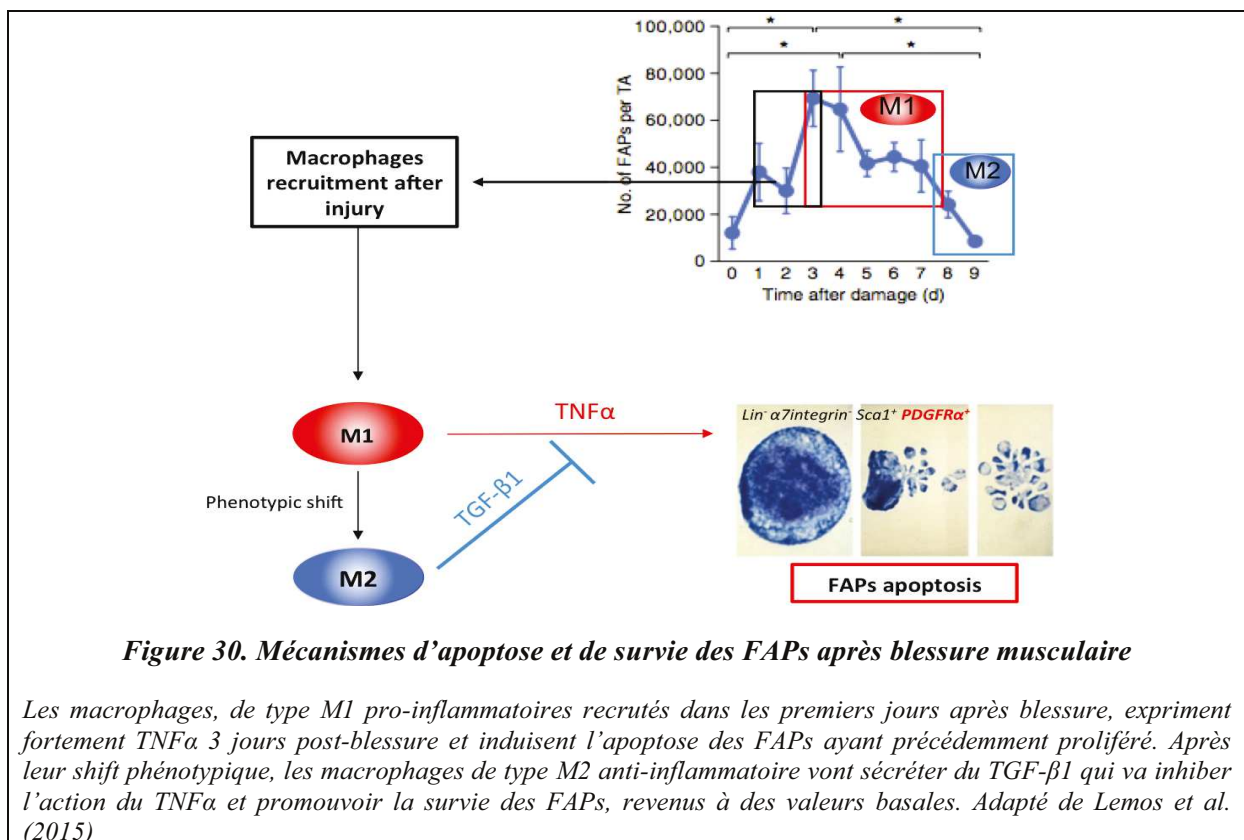 100,000
80,000
60,000
40,000
20,000
0
No. of FAPs per TA
* *
* *
M1
M2
0 1 2 3 4 5 6 7 8 9
Time after damage (d)
Macrophages
recruitment after
injury
M1
TNFα
Phenotypic shift
TGF-β1
M2
Lin- α7integrin- Sca1+ PDGFRα+
FAPs apoptosis
Figure 30. Mécanismes d’apoptose et de survie des FAPs après blessure musculaire
Les macrophages, de type M1 pro-inflammatoires recrutés dans les premiers jours après blessure, expriment
fortement TNFα 3 jours post-blessure et induisent l’apoptose des FAPs ayant précédemment proliféré. Après
leur shift phénotypique, les macrophages de type M2 anti-inflammatoire vont sécréter du TGF-β1 qui va inhiber
l’action du TNFα et promouvoir la survie des FAPs, revenus à des valeurs basales. Adapté de Lemos et al.
(2015)